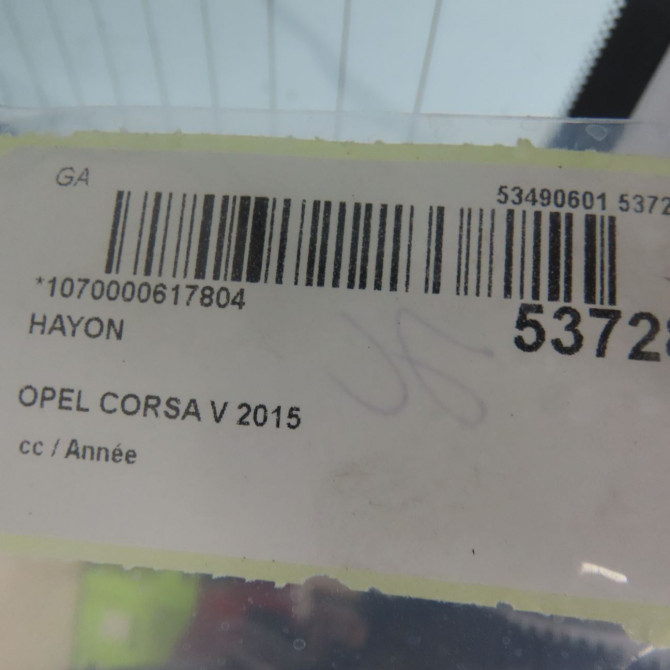 GA
53490601 5372
*1070000617804
HAYON
5372
OPEL CORSA V 2015
cc / Année